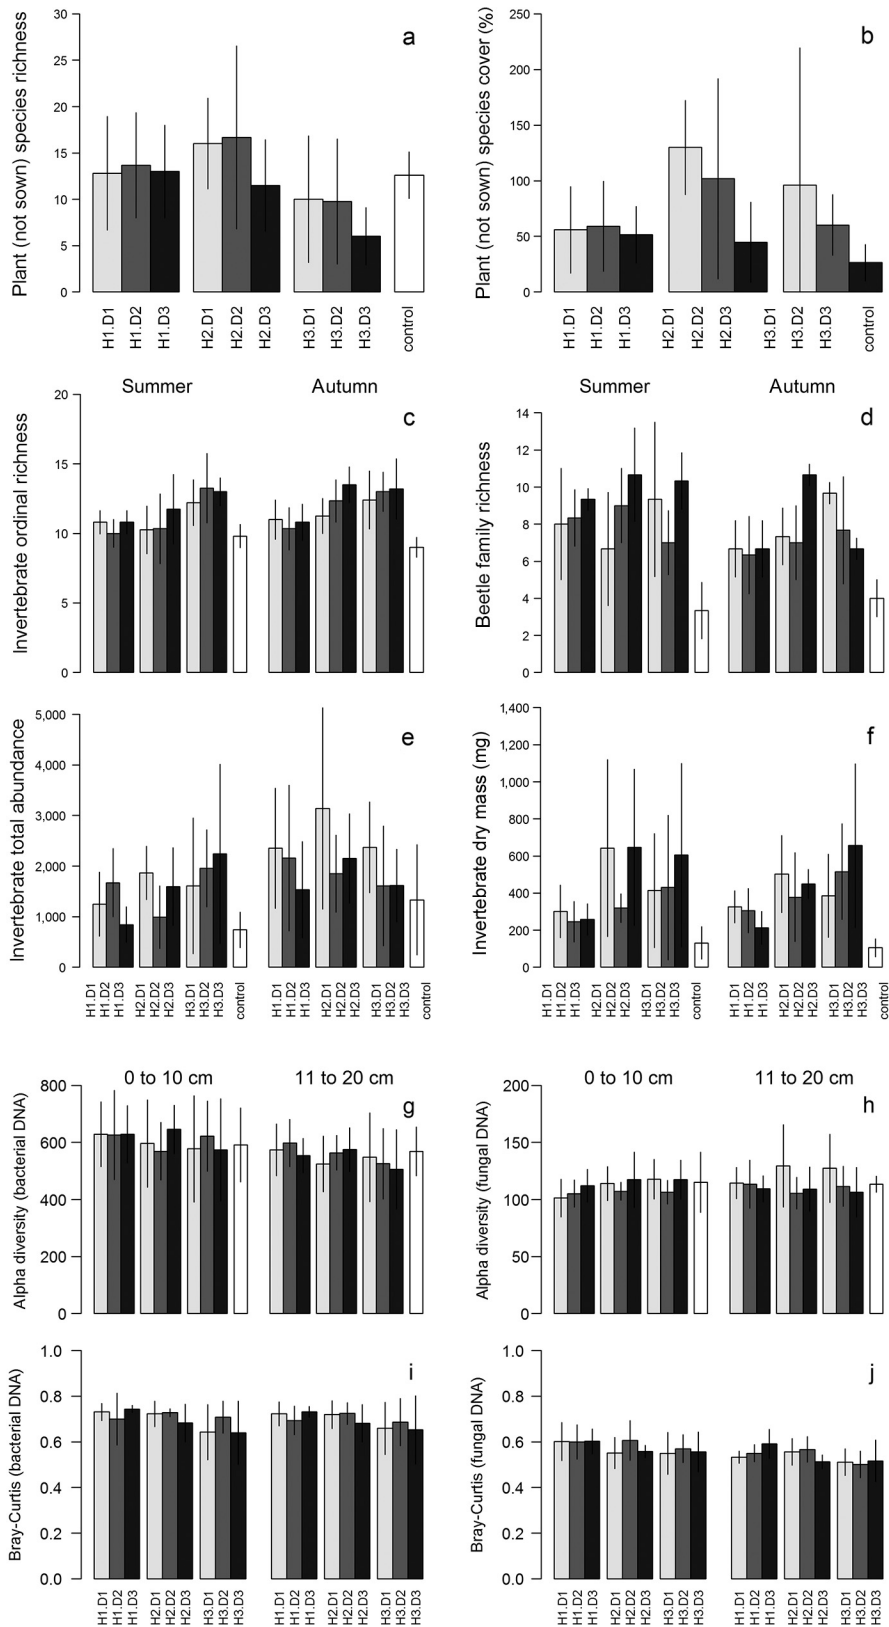 a
Plant (not sown) species richness
30
25
20
15
10
5
0
H1.D1
H1.D2
H1.D3
H2.D1
H2.D2
H2.D3
H3.D1
H3.D2
H3.D3
control
b
Plant (not sown) species cover (%)
250
200
150
100
50
0
H1.D1
H1.D2
H1.D3
H2.D1
H2.D2
H2.D3
H3.D1
H3.D2
H3.D3
control
Summer
Autumn
c
Invertebrate ordinal richness
20
15
10
5
0
Summer
Autumn
d
Beetle family richness
14
12
10
8
6
4
2
0
e
Invertebrate total abundance
5,000
4,000
3,000
2,000
1,000
0
H1.D1
H1.D2
H1.D3
H2.D1
H2.D2
H2.D3
H3.D1
H3.D2
H3.D3
control
H1.D1
H1.D2
H1.D3
H2.D1
H2.D2
H2.D3
H3.D1
H3.D2
H3.D3
control
f
Invertebrate dry mass (mg)
1,400
1,200
1,000
800
600
400
200
0
H1.D1
H1.D2
H1.D3
H2.D1
H2.D2
H2.D3
H3.D1
H3.D2
H3.D3
control
H1.D1
H1.D2
H1.D3
H2.D1
H2.D2
H2.D3
H3.D1
H3.D2
H3.D3
control
0 to 10 cm
11 to 20 cm
g
Alpha diversity (bacterial DNA)
800
600
400
200
0
0 to 10 cm
11 to 20 cm
h
Alpha diversity (fungal DNA)
200
150
100
50
0
i
Bray-Curtis (bacterial DNA)
1.0
0.8
0.6
0.4
0.2
0.0
H1.D1
H1.D2
H1.D3
H2.D1
H2.D2
H2.D3
H3.D1
H3.D2
H3.D3
H1.D1
H1.D2
H1.D3
H2.D1
H2.D2
H2.D3
H3.D1
H3.D2
H3.D3
j
Bray-Curtis (fungal DNA)
1.0
0.8
0.6
0.4
0.2
0.0
H1.D1
H1.D2
H1.D3
H2.D1
H2.D2
H2.D3
H3.D1
H3.D2
H3.D3
H1.D1
H1.D2
H1.D3
H2.D1
H2.D2
H2.D3
H3.D1
H3.D2
H3.D3